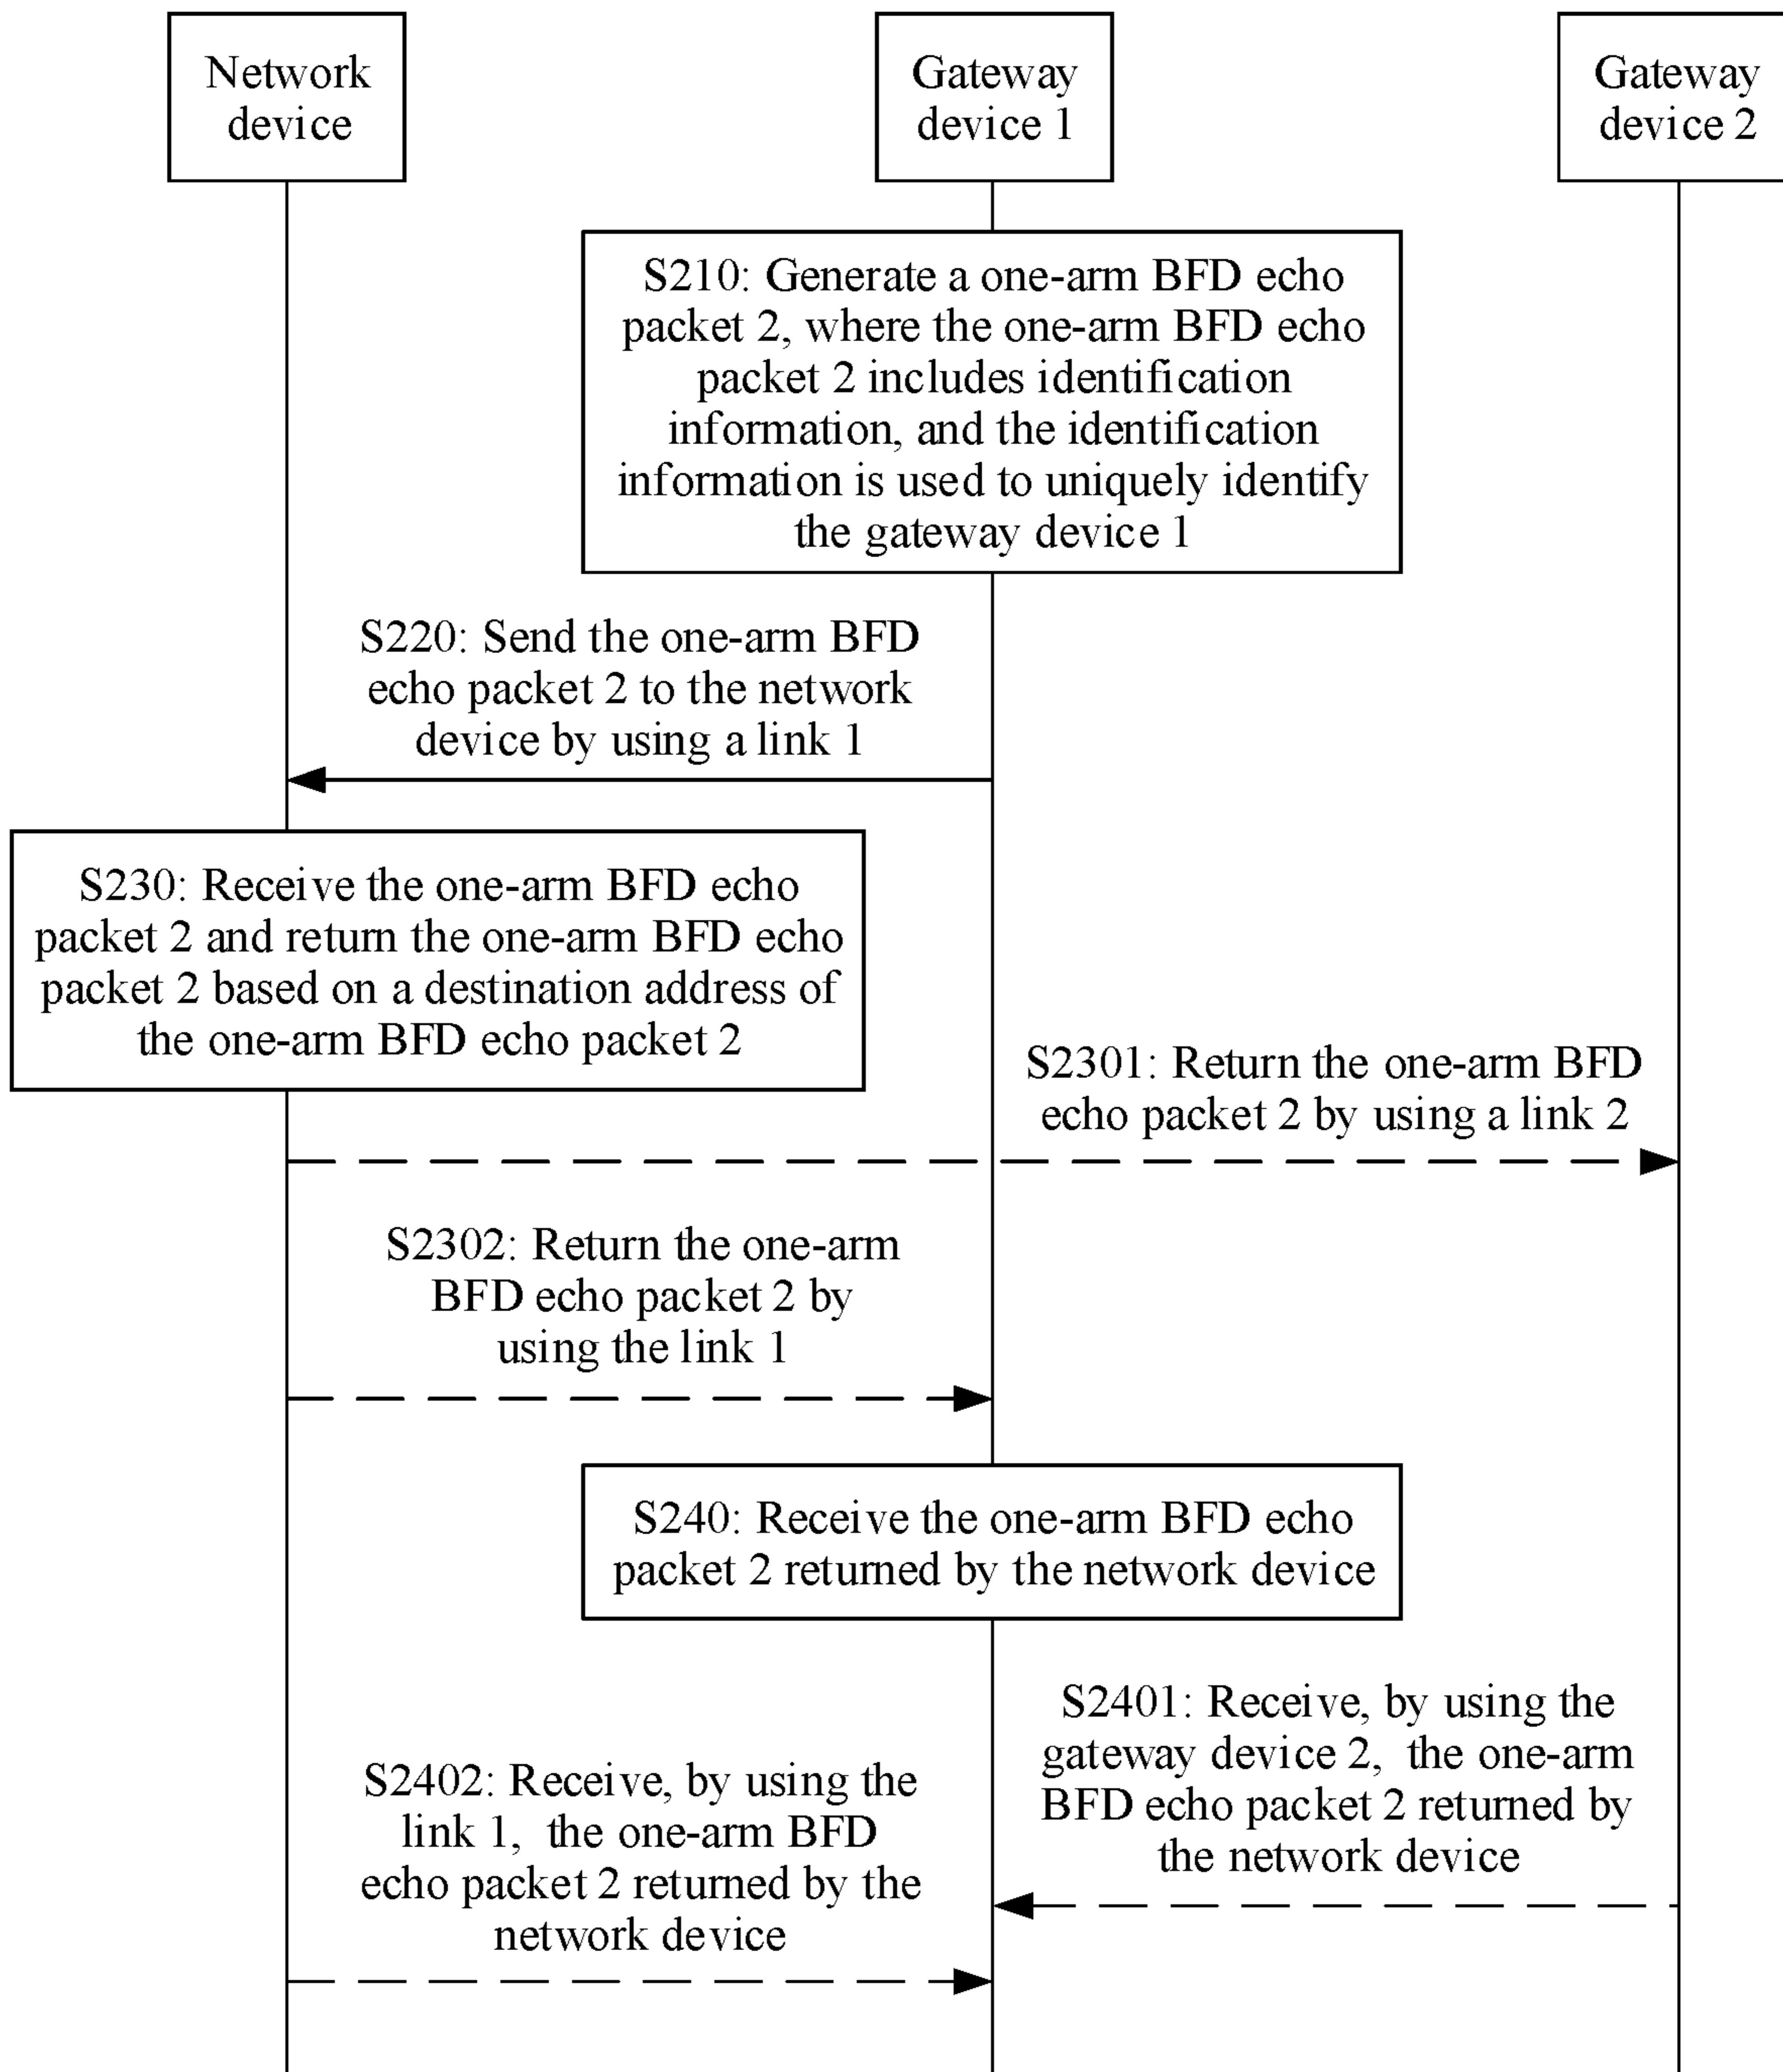 Network
device
Gateway
device 1
Gateway
device 2
S210: Generate a one-arm BFD echo
packet 2, where the one-arm BFD echo
packet 2 includes identification
information, and the identification
information is used to uniquely identify
the gateway device 1
S220: Send the one-arm BFD
echo packet 2 to the network
device by using a link 1
S230: Receive the one-arm BFD echo
packet 2 and return the one-arm BFD echo
packet 2 based on a destination address of
the one-arm BFD echo packet 2
S2301: Return the one-arm BFD
echo packet 2 by using a link 2
S2302: Return the one-arm
BFD echo packet 2 by
using the link 1
S240: Receive the one-arm BFD echo
packet 2 returned by the network device
S2401: Receive, by using the
gateway device 2, the one-arm
BFD echo packet 2 returned by
the network device
S2402: Receive, by using the
link 1, the one-arm BFD
echo packet 2 returned by the
network device